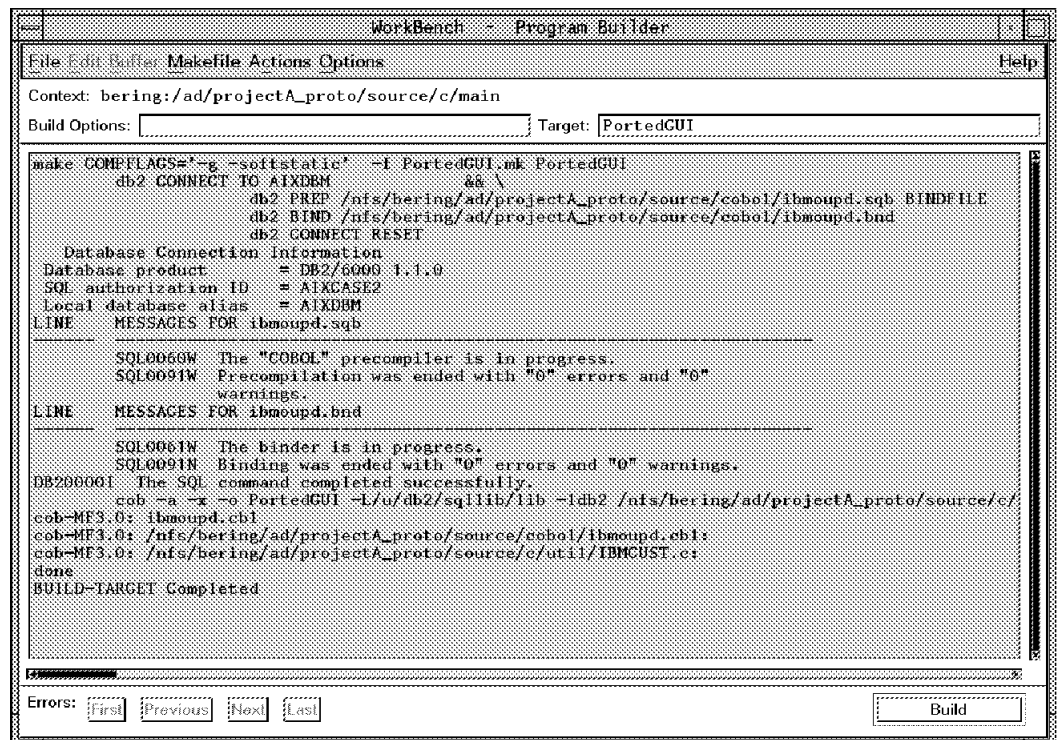 WorkBench - Program Builder
File Edit Buffer Makefile Actions Options Help
Context: bering:/ad/projectA_proto/source/c/main
Build Options: Target: PortedGUI
make COMPFLAGS='-g -softstatic' -f PortedGUI.mk PortedGUI
db2 CONNECT TO AIXDBM && \
db2 PREP /nfs/bering/ad/projectA_proto/source/cobol/ibmoupd.sqb BINDFILE
db2 BIND /nfs/bering/ad/projectA_proto/source/cobol/ibmoupd.bnd
db2 CONNECT RESET
Database Connection Information
Database product = DB2/6000 1.1.0
SQL authorization ID = AIXCASE2
Local database alias = AIXDBM
LINE MESSAGES FOR ibmoupd.sqb
SQL0060W The "COBOL" precompiler is in progress.
SQL0091W Precompilation was ended with "0" errors and "0"
warnings.
LINE MESSAGES FOR ibmoupd.bnd
SQL0061W The binder is in progress.
SQL0091N Binding was ended with "0" errors and "0" warnings.
DB20000I The SQL command completed successfully.
cob -a -x -o PortedGUI -L/u/db2/sqllib/lib -ldb2 /nfs/bering/ad/projectA_proto/source/c/
cob-MF3.0: ibmoupd.cbl
cob-MF3.0: /nfs/bering/ad/projectA_proto/source/cobol/ibmoupd.cbl:
cob-MF3.0: /nfs/bering/ad/projectA_proto/source/c/util/IBMCUST.c:
done
BUILD-TARGET Completed
Errors: First Previous Next Last Build